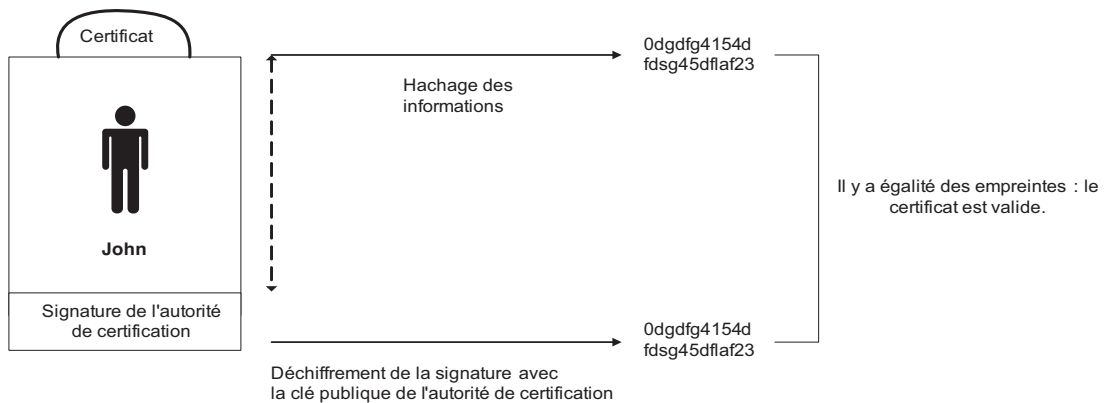 Certificat
0dgdfg4154d
fdsg45dflaf23
Hachage des
informations
Il y a égalité des empreintes : le
certificat est valide.
John
Signature de l'autorité
de certification
0dgdfg4154d
fdsg45dflaf23
Déchiffrement de la signature avec
la clé publique de l'autorité de certification